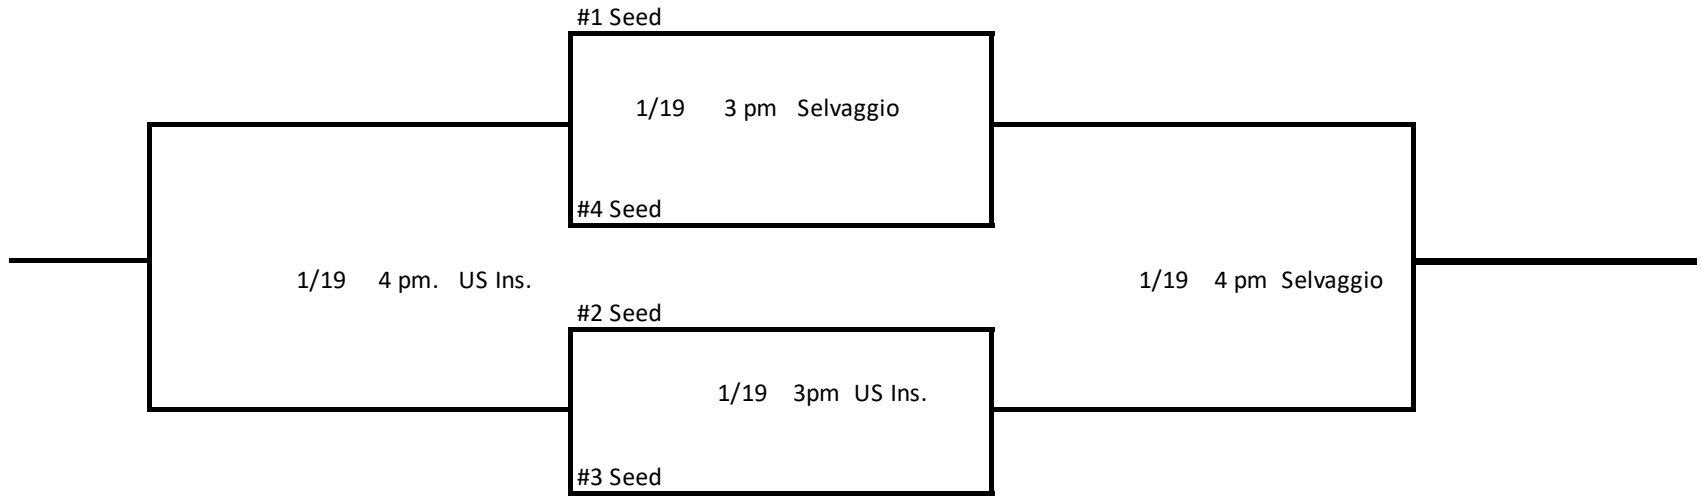 #1 Seed
1/19 3 pm Selvaggio
#4 Seed
1/19 4 pm. US Ins.
1/19 4 pm Selvaggio
#2 Seed
1/19 3pm US Ins.
#3 Seed